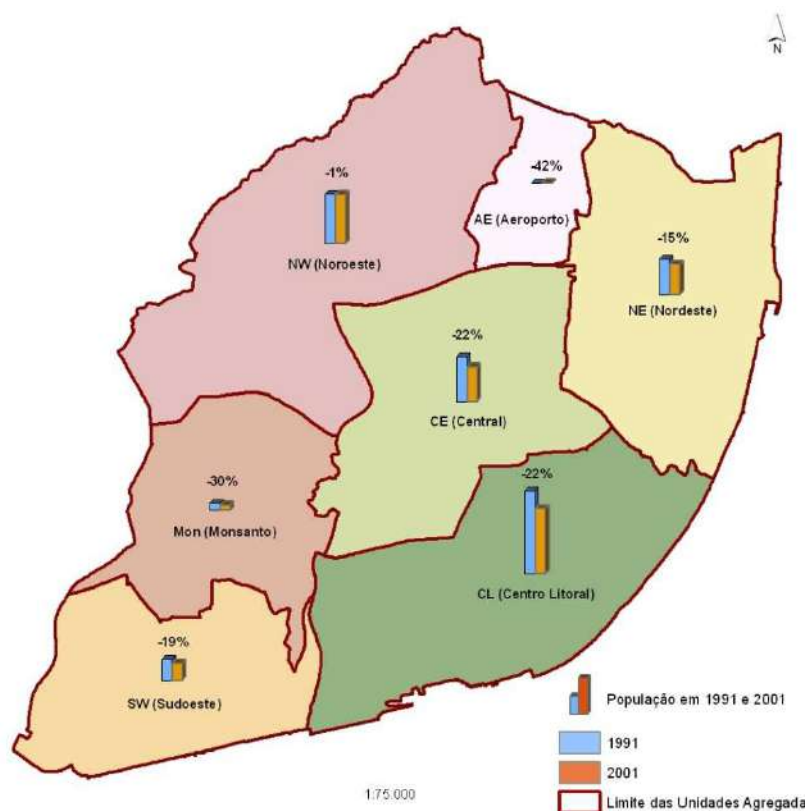 N
-1%
NW (Noroeste)
-42%
AE (Aeroporto)
-15%
NE (Nordeste)
-22%
CE (Central)
-30%
Mon (Monsanto)
-22%
CL (Centro Litoral)
-19%
SW (Sudoeste)
População em 1991 e 2001
1991
2001
Limite das Unidades Agregada
1:75.000